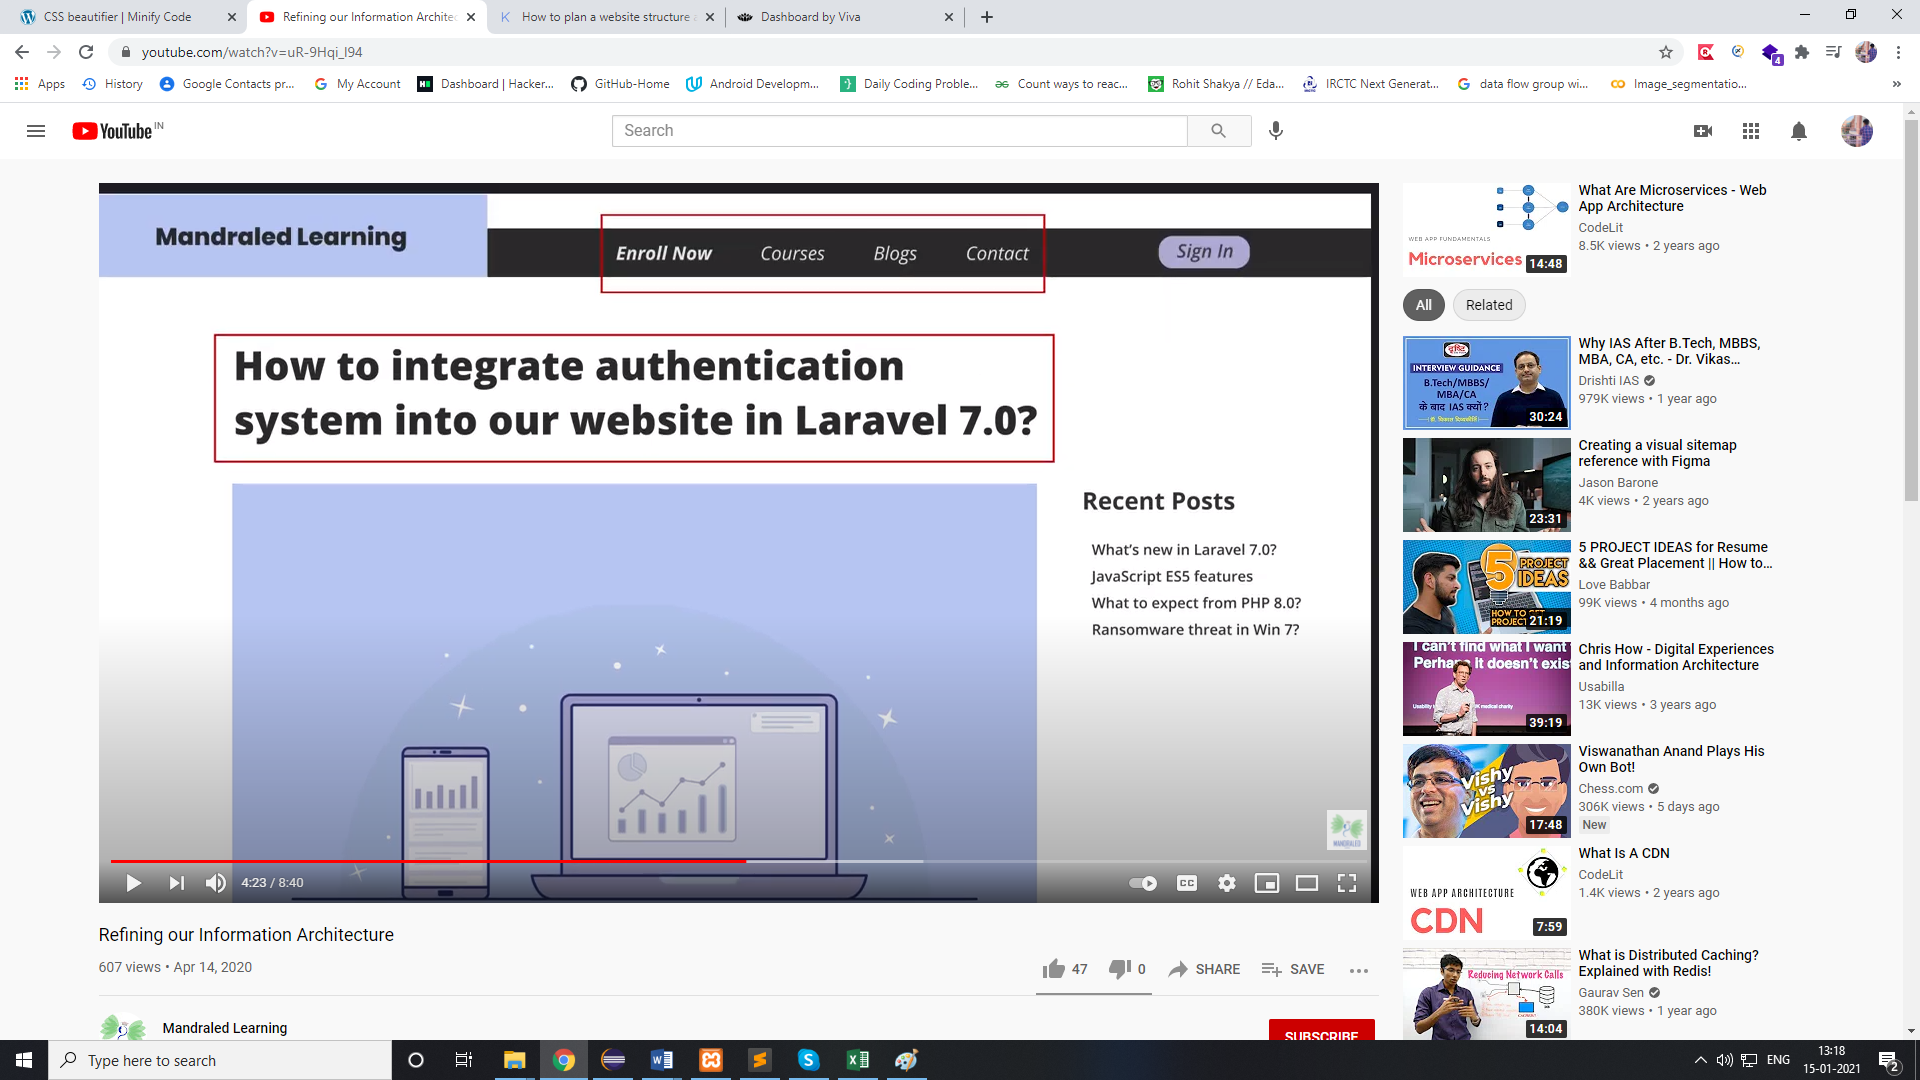 CSS beautifier | Minify Code
Refining our Information Architec
How to plan a website structure
Dashboard by Viva
youtube.com/watch?v=uR-9Hqi_l94
4
Apps
History
Google Contacts pr...
My Account
Dashboard | Hacker...
GitHub-Home
Android Developm...
Daily Coding Proble...
Count ways to reac...
Rohit Shakya // Eda...
IRCTC Next Generat...
data flow group wi...
Image_segmentatio...
»
YouTube IN
Search
Mandraled Learning
Enroll Now
Courses
Blogs
Contact
Sign In
How to integrate authentication
system into our website in Laravel 7.0?
Recent Posts
What's new in Laravel 7.0?
JavaScript ES5 features
What to expect from PHP 8.0?
Ransomware threat in Win 7?
MANDRALED
4:23 / 8:40
CC
Refining our Information Architecture
607 views • Apr 14, 2020
47
0
SHARE
SAVE
Mandraled Learning
SUBSCRIBE
WEB APP FUNDAMENTALS
Microservices
14:48
What Are Microservices - Web
App Architecture
CodeLit
8.5K views • 2 years ago
All
Related
INTERVIEW GUIDANCE
B.Tech/MBBS/
MBA/CA
के बाद IAS क्यों?
30:24
Why IAS After B.Tech, MBBS,
MBA, CA, etc. - Dr. Vikas...
Drishti IAS
979K views • 1 year ago
23:31
Creating a visual sitemap
reference with Figma
Jason Barone
4K views • 2 years ago
5 PROJECT
IDEAS
HOW TO GET
PROJECT
21:19
5 PROJECT IDEAS for Resume
&& Great Placement || How to...
Love Babbar
99K views • 4 months ago
I can't find what I want
Perhaps it doesn't exis
39:19
Chris How - Digital Experiences
and Information Architecture
Usabilla
13K views • 3 years ago
Vishy
vs
Vishy
17:48
Viswanathan Anand Plays His
Own Bot!
Chess.com
306K views • 5 days ago
New
WEB APP ARCHITECTURE
CDN
7:59
What Is A CDN
CodeLit
1.4K views • 2 years ago
Reducing Network Calls
14:04
What is Distributed Caching?
Explained with Redis!
Gaurav Sen
380K views • 1 year ago
Type here to search
ENG
13:18
15-01-2021
2